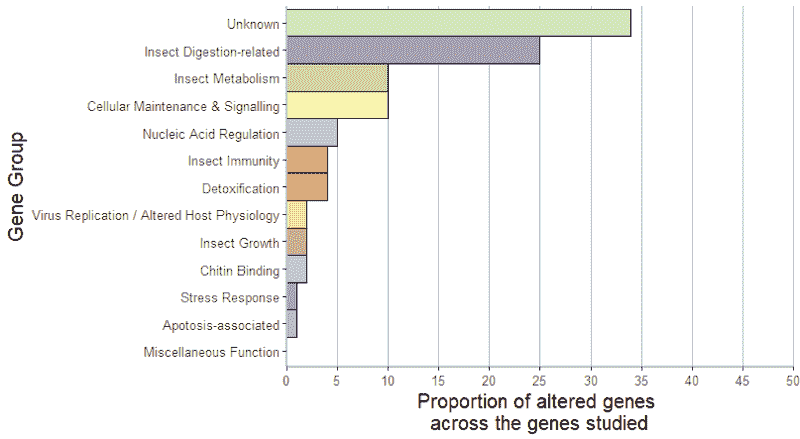 Gene Group
Unknown
Insect Digestion-related
Insect Metabolism
Cellular Maintenance & Signalling
Nucleic Acid Regulation
Insect Immunity
Detoxification
Virus Replication / Altered Host Physiology
Insect Growth
Chitin Binding
Stress Response
Apotosis-associated
Miscellaneous Function
0 5 10 15 20 25 30 35 40 45 50
Proportion of altered genes
across the genes studied